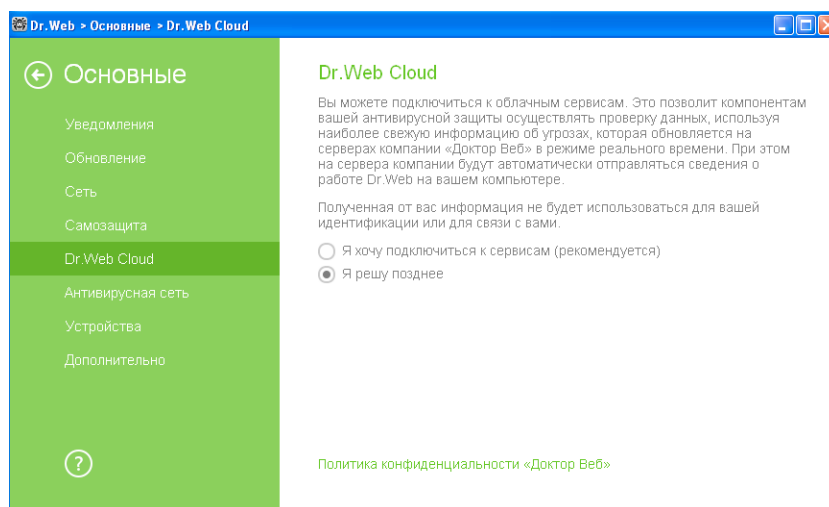 Dr.Web > Основные > Dr.Web Cloud
Основные
Уведомления
Обновление
Сеть
Самозащита
Dr.Web Cloud
Антивирусная сеть
Устройства
Дополнительно
?
Dr.Web Cloud
Вы можете подключиться к облачным сервисам. Это позволит компонентам
вашей антивирусной защиты осуществлять проверку данных, используя
наиболее свежую информацию об угрозах, которая обновляется на
серверах компании «Доктор Веб» в режиме реального времени. При этом
на сервера компании будут автоматически отправляться сведения о
работе Dr.Web на вашем компьютере.
Полученная от вас информация не будет использоваться для вашей
идентификации или для связи с вами.
Я хочу подключиться к сервисам (рекомендуется)
Я решу позднее
Политика конфиденциальности «Доктор Веб»